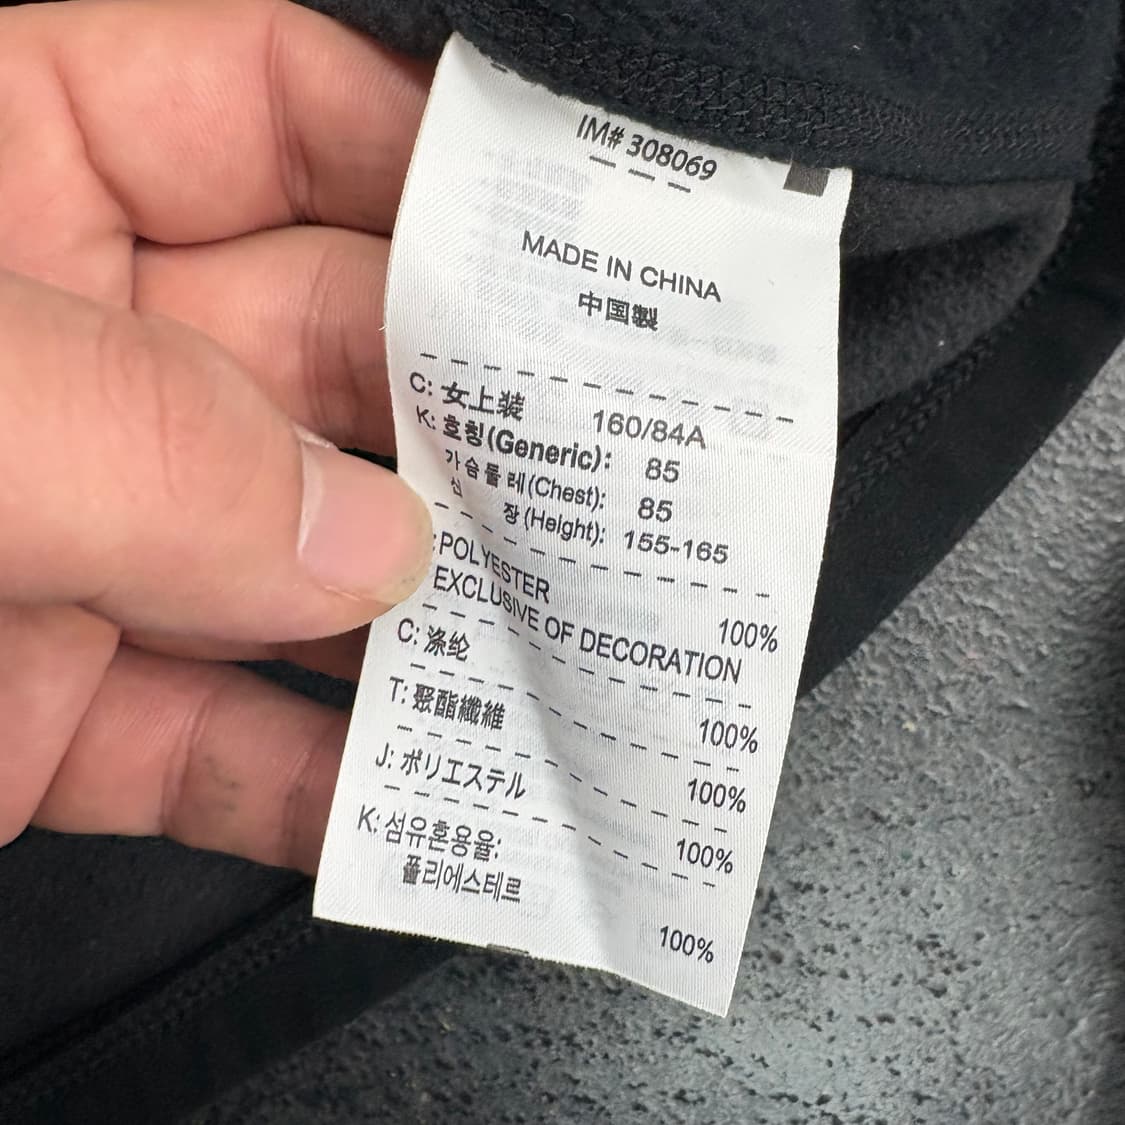 IM# 308069
MADE IN CHINA
中国製
C: 女上装 160/84A
K: 호칭(Generic): 85
가슴둘레(Chest): 85
신 장(Height): 155-165
:POLYESTER 100%
EXCLUSIVE OF DECORATION
C: 涤纶 100%
T: 聚酯纖維 100%
J: ポリエステル 100%
K: 섬유혼용율:
폴리에스테르 100%